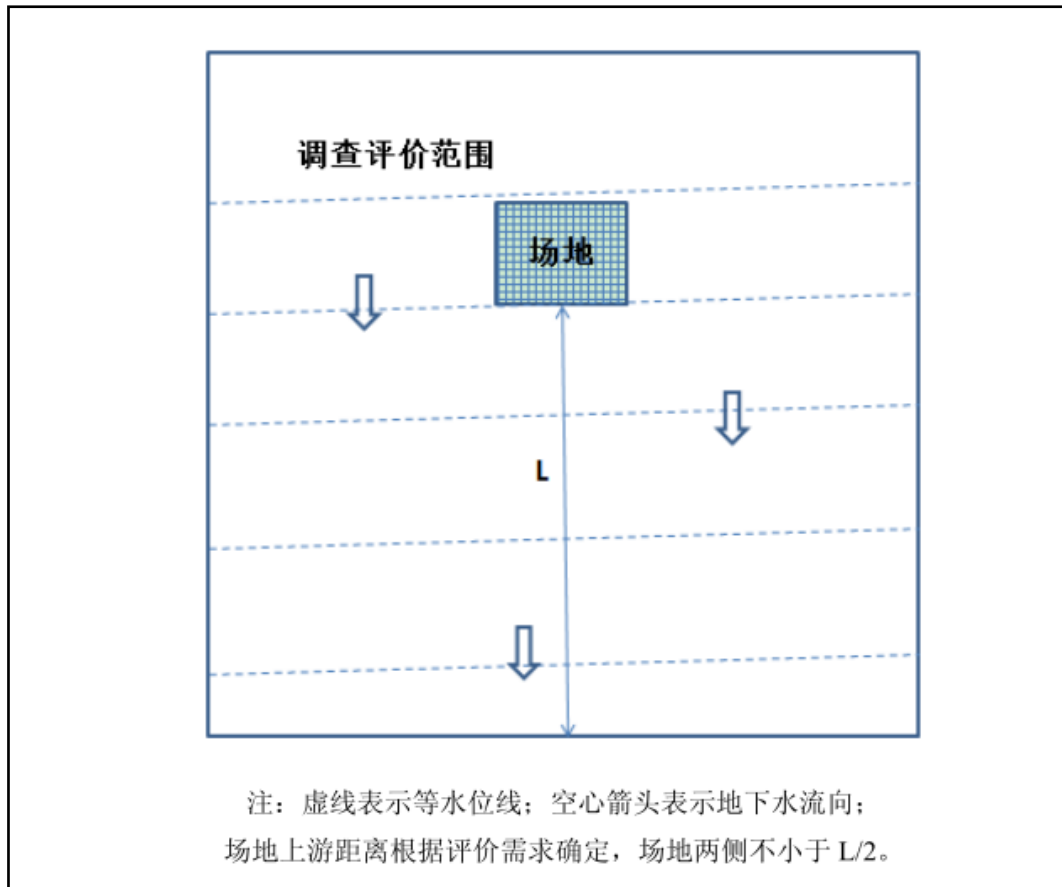 调查评价范围
场地
L
注：虚线表示等水位线；空心箭头表示地下水流向；
场地上游距离根据评价需求确定，场地两侧不小于 L/2。